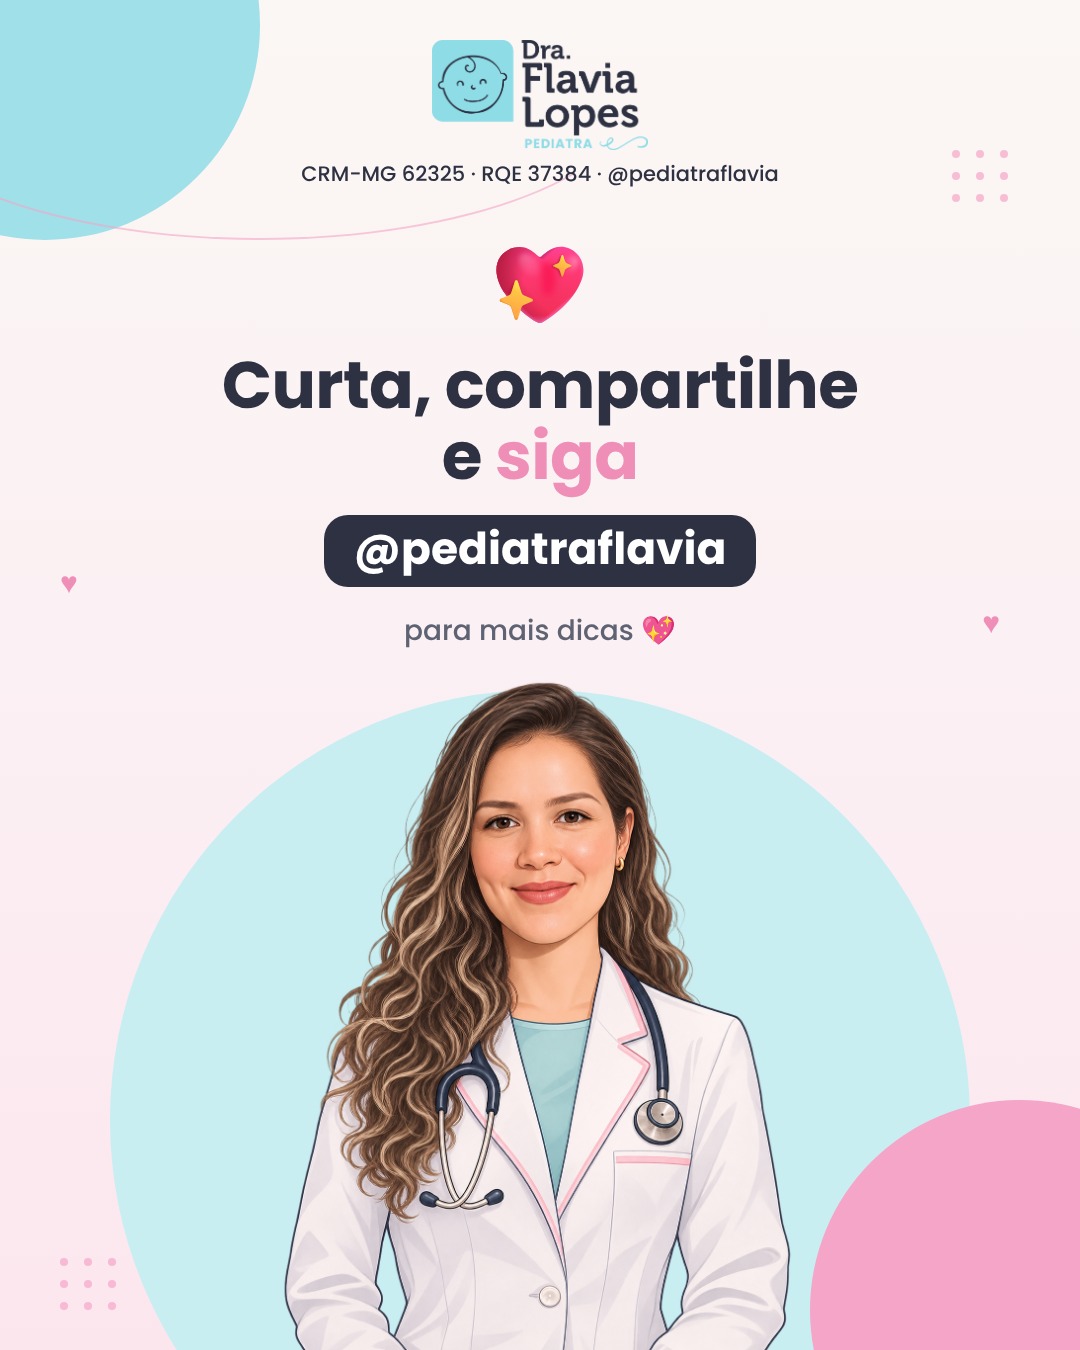 Dra.
Flavia
Lopes
PEDIATRA
CRM-MG 62325 · RQE 37384 · @pediatraflavia
Curta, compartilhe
e siga
@pediatraflavia
para mais dicas 💖